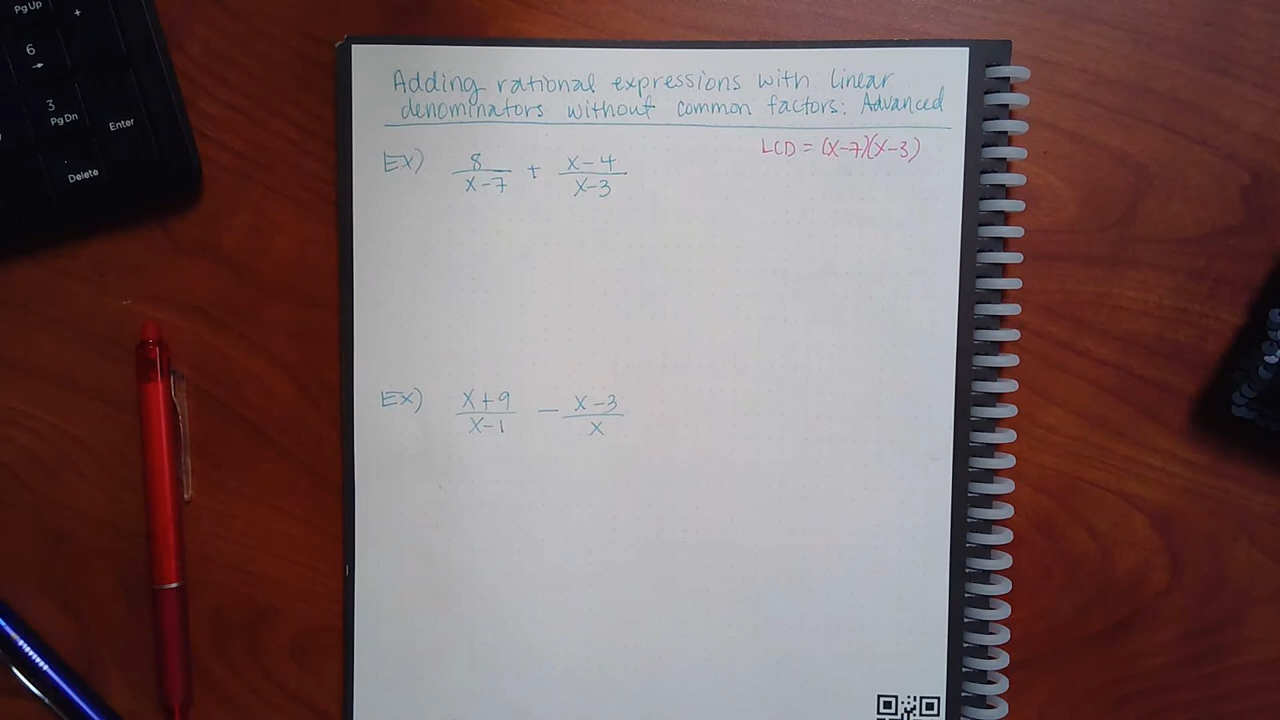 PgUp
+
6
3
PgDn
Enter
.
Delete
Adding rational expressions with linear
denominators without common factors: Advanced
LCD = (x-7)(x-3)
Ex) 8/(x-7) + (x-4)/(x-3)
Ex) (x+9)/(x-1) - (x-3)/x